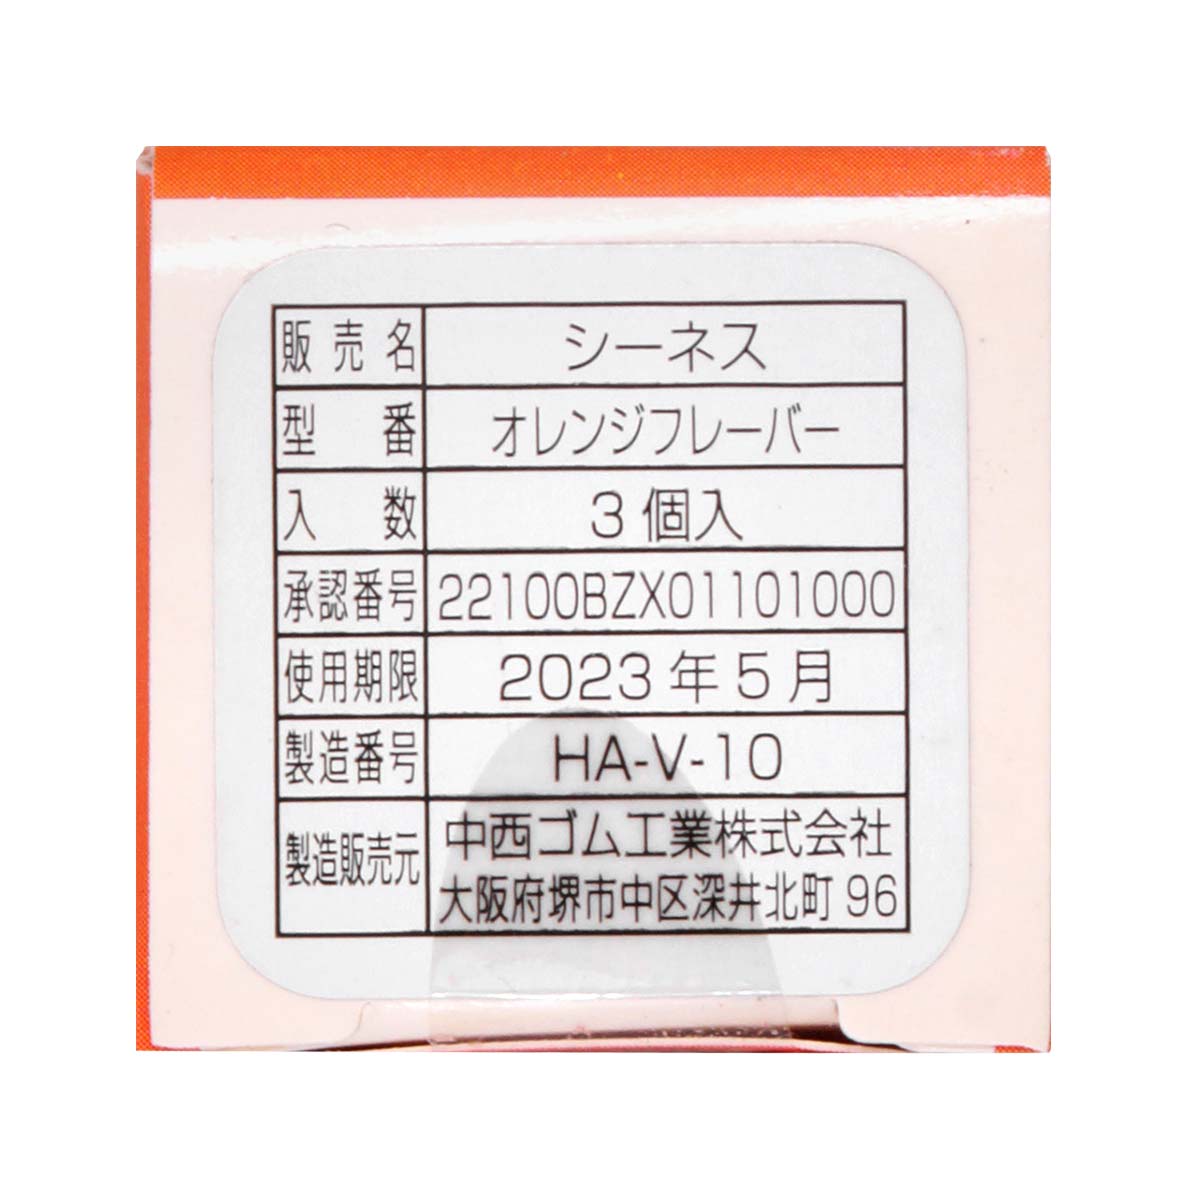 販売名 シーネス
型番 オレンジフレーバー
入数 3個入
承認番号 22100BZX01101000
使用期限 2023年5月
製造番号 HA-V-10
製造販売元 中西ゴム工業株式会社
大阪府堺市中区深井北町 96